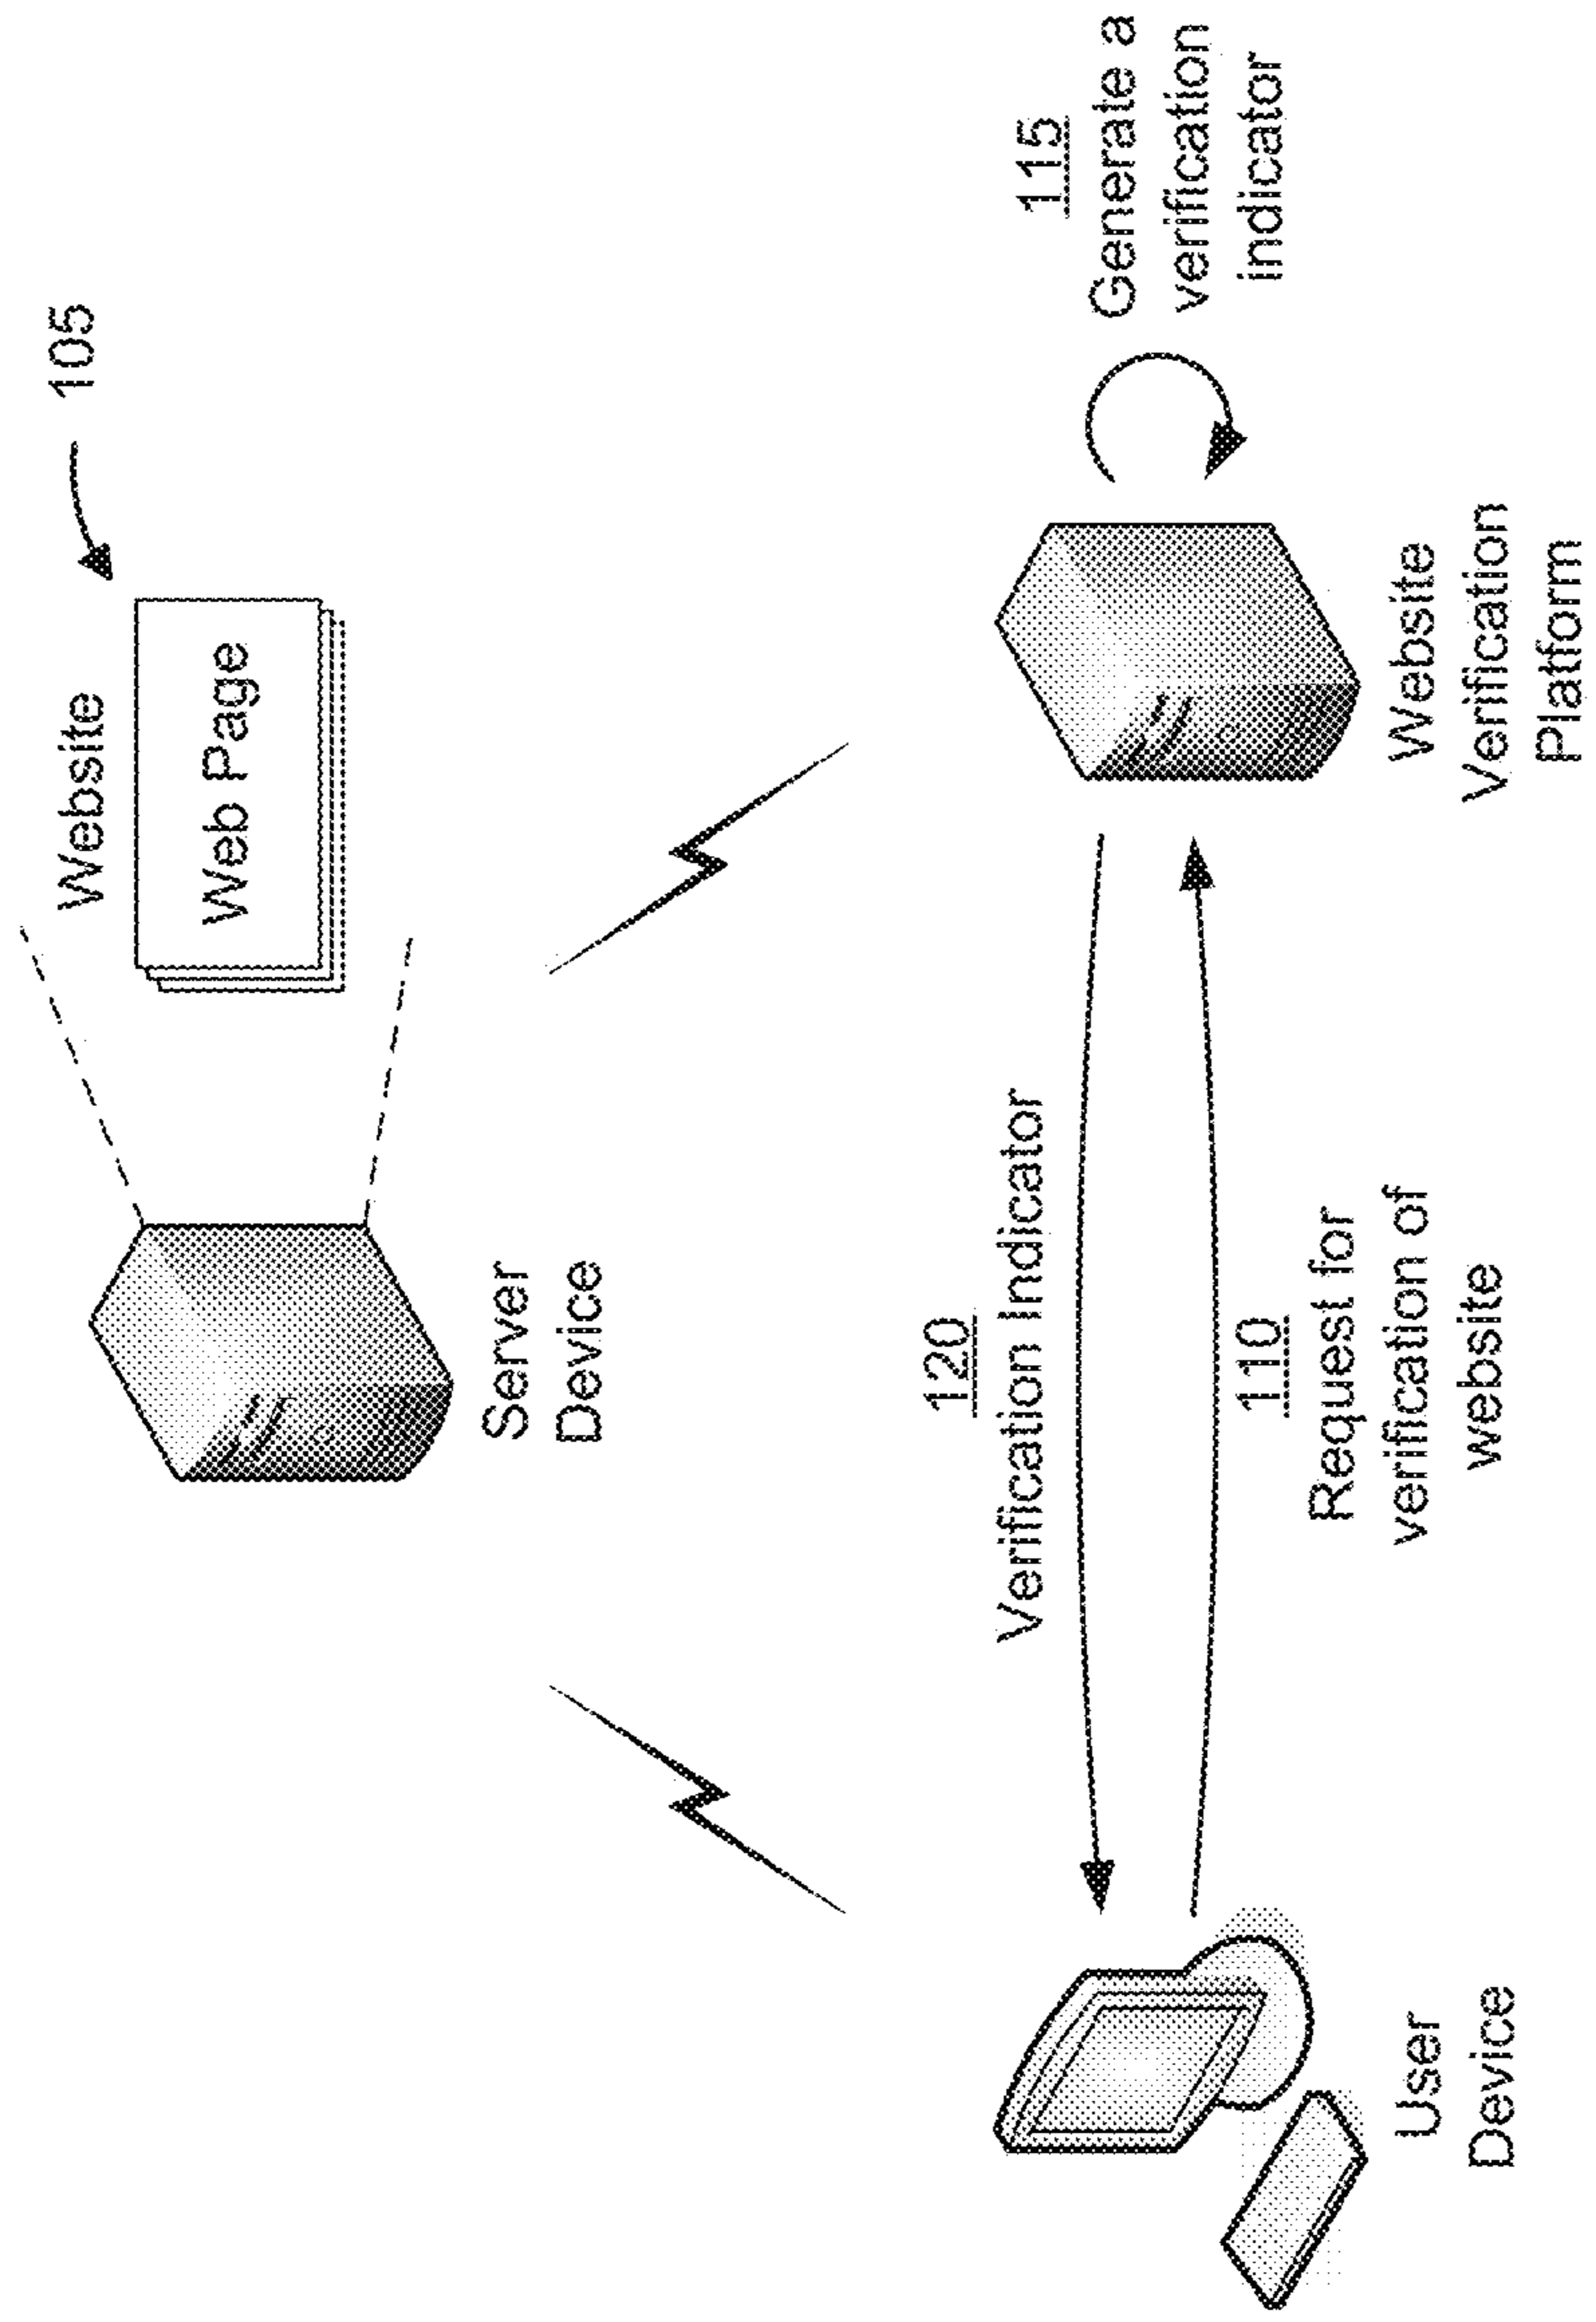 Website
105
Web Page
Server
Device
120
Verification Indicator
110
Request for
verification of
website
115
Generate a
verification
indicator
User
Device
Website
Verification
Platform